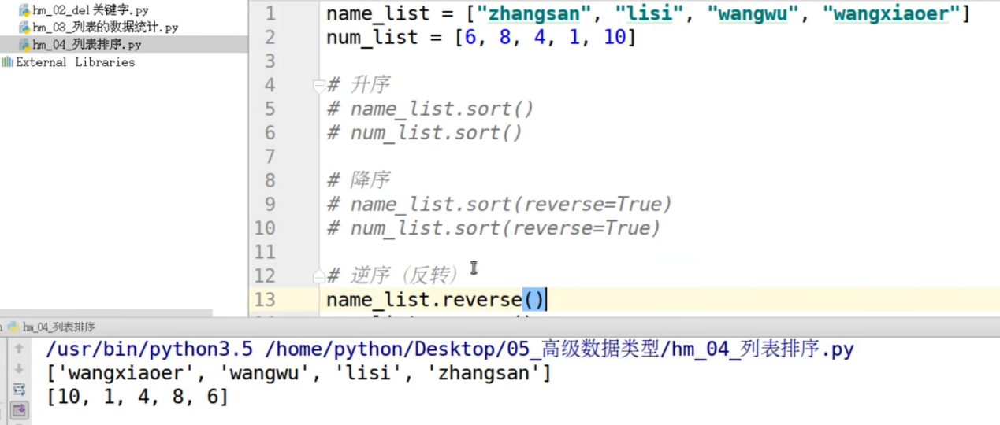 hm_02_del关键字.py
hm_03_列表的数据统计.py
hm_04_列表排序.py
External Libraries
1 name_list = ["zhangsan", "lisi", "wangwu", "wangxiaoer"]
2 num_list = [6, 8, 4, 1, 10]
3
4 # 升序
5 # name_list.sort()
6 # num_list.sort()
7
8 # 降序
9 # name_list.sort(reverse=True)
10 # num_list.sort(reverse=True)
11
12 # 逆序（反转）
13 name_list.reverse()
hm_04_列表排序
/usr/bin/python3.5 /home/python/Desktop/05_高级数据类型/hm_04_列表排序.py
['wangxiaoer', 'wangwu', 'lisi', 'zhangsan']
[10, 1, 4, 8, 6]